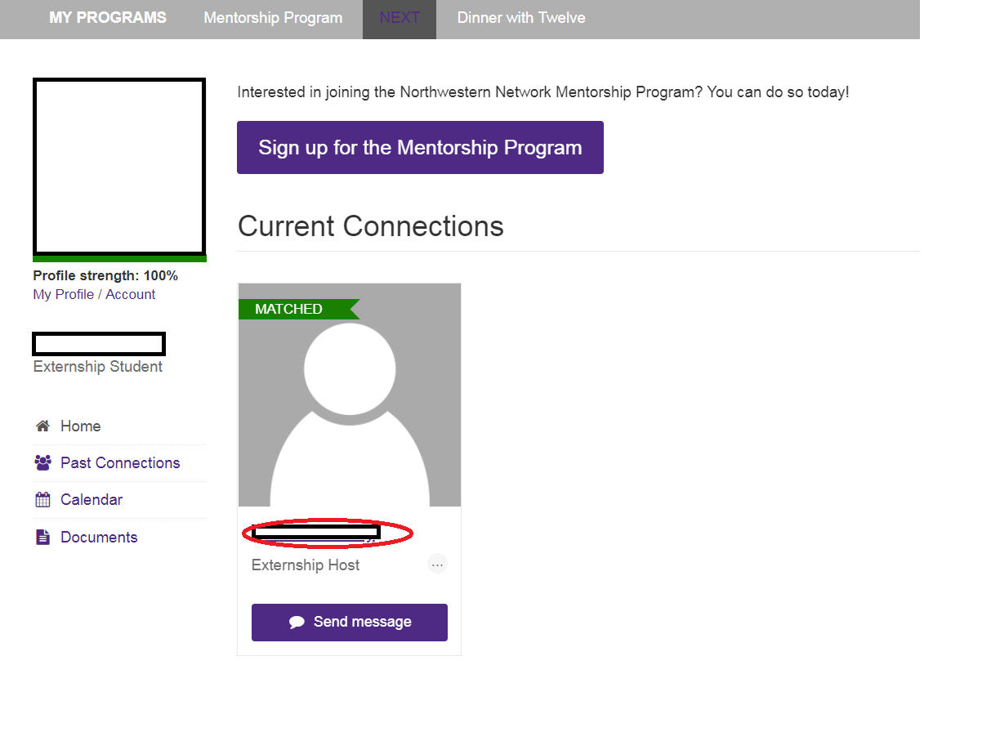 MY PROGRAMS Mentorship Program NEXT Dinner with Twelve
Interested in joining the Northwestern Network Mentorship Program? You can do so today!
Sign up for the Mentorship Program
Current Connections
Profile strength: 100%
My Profile / Account
Externship Student
Home
Past Connections
Calendar
Documents
MATCHED
Externship Host
...
Send message